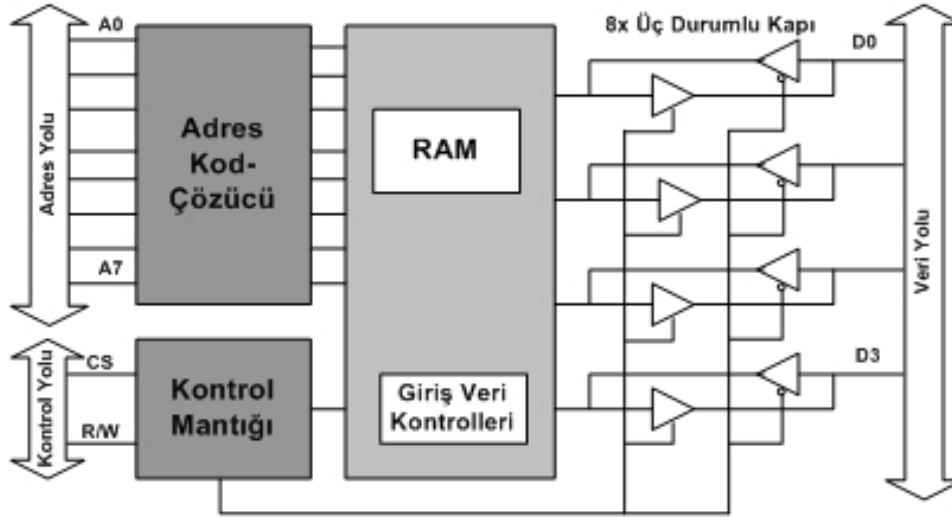 A0
8x Üç Durumlu Kapı
D0
Adres Yolu
Adres
Kod-
Çözücü
RAM
A7
Veri Yolu
Kontrol Yolu
CS
R/W
Kontrol
Mantığı
Giriş Veri
Kontrolleri
D3